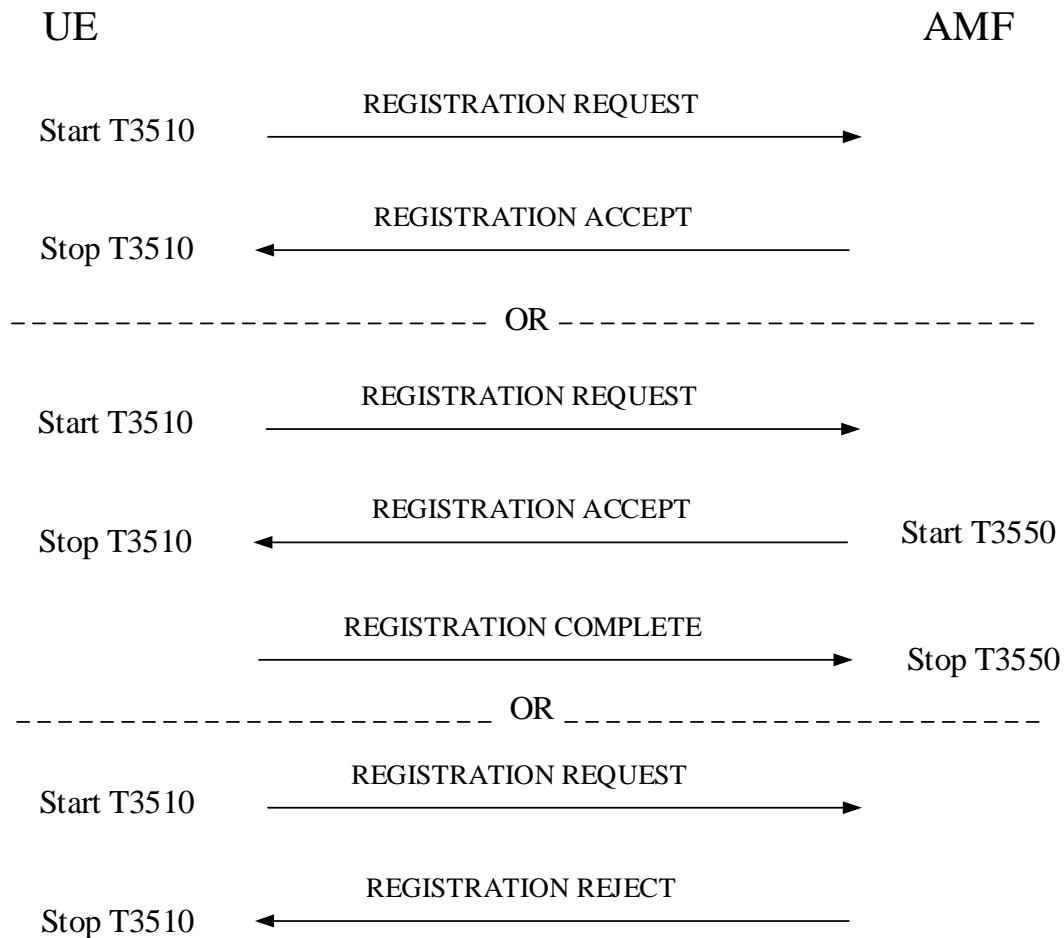 UE AMF
REGISTRATION REQUEST
Start T3510
REGISTRATION ACCEPT
Stop T3510
OR
REGISTRATION REQUEST
Start T3510
REGISTRATION ACCEPT
Stop T3510 Start T3550
REGISTRATION COMPLETE
Stop T3550
OR
REGISTRATION REQUEST
Start T3510
REGISTRATION REJECT
Stop T3510